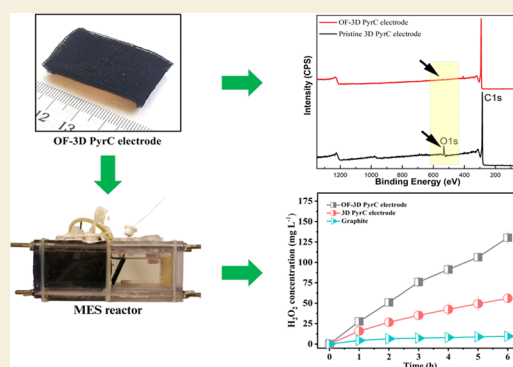 OF-3D PyrC electrode
Pristine 3D PyrC electrode
Intensity (CPS)
C1s
O1s
1400 1200 1000 800 600 400 200 0
Binding Energy (eV)
12 13
OF-3D PyrC electrode
MES reactor
OF-3D PyrC electrode
3D PyrC electrode
Graphite
H₂O₂ concentration (mg L⁻¹)
175
150
125
100
75
50
25
0
0 1 2 3 4 5 6
Time (h)